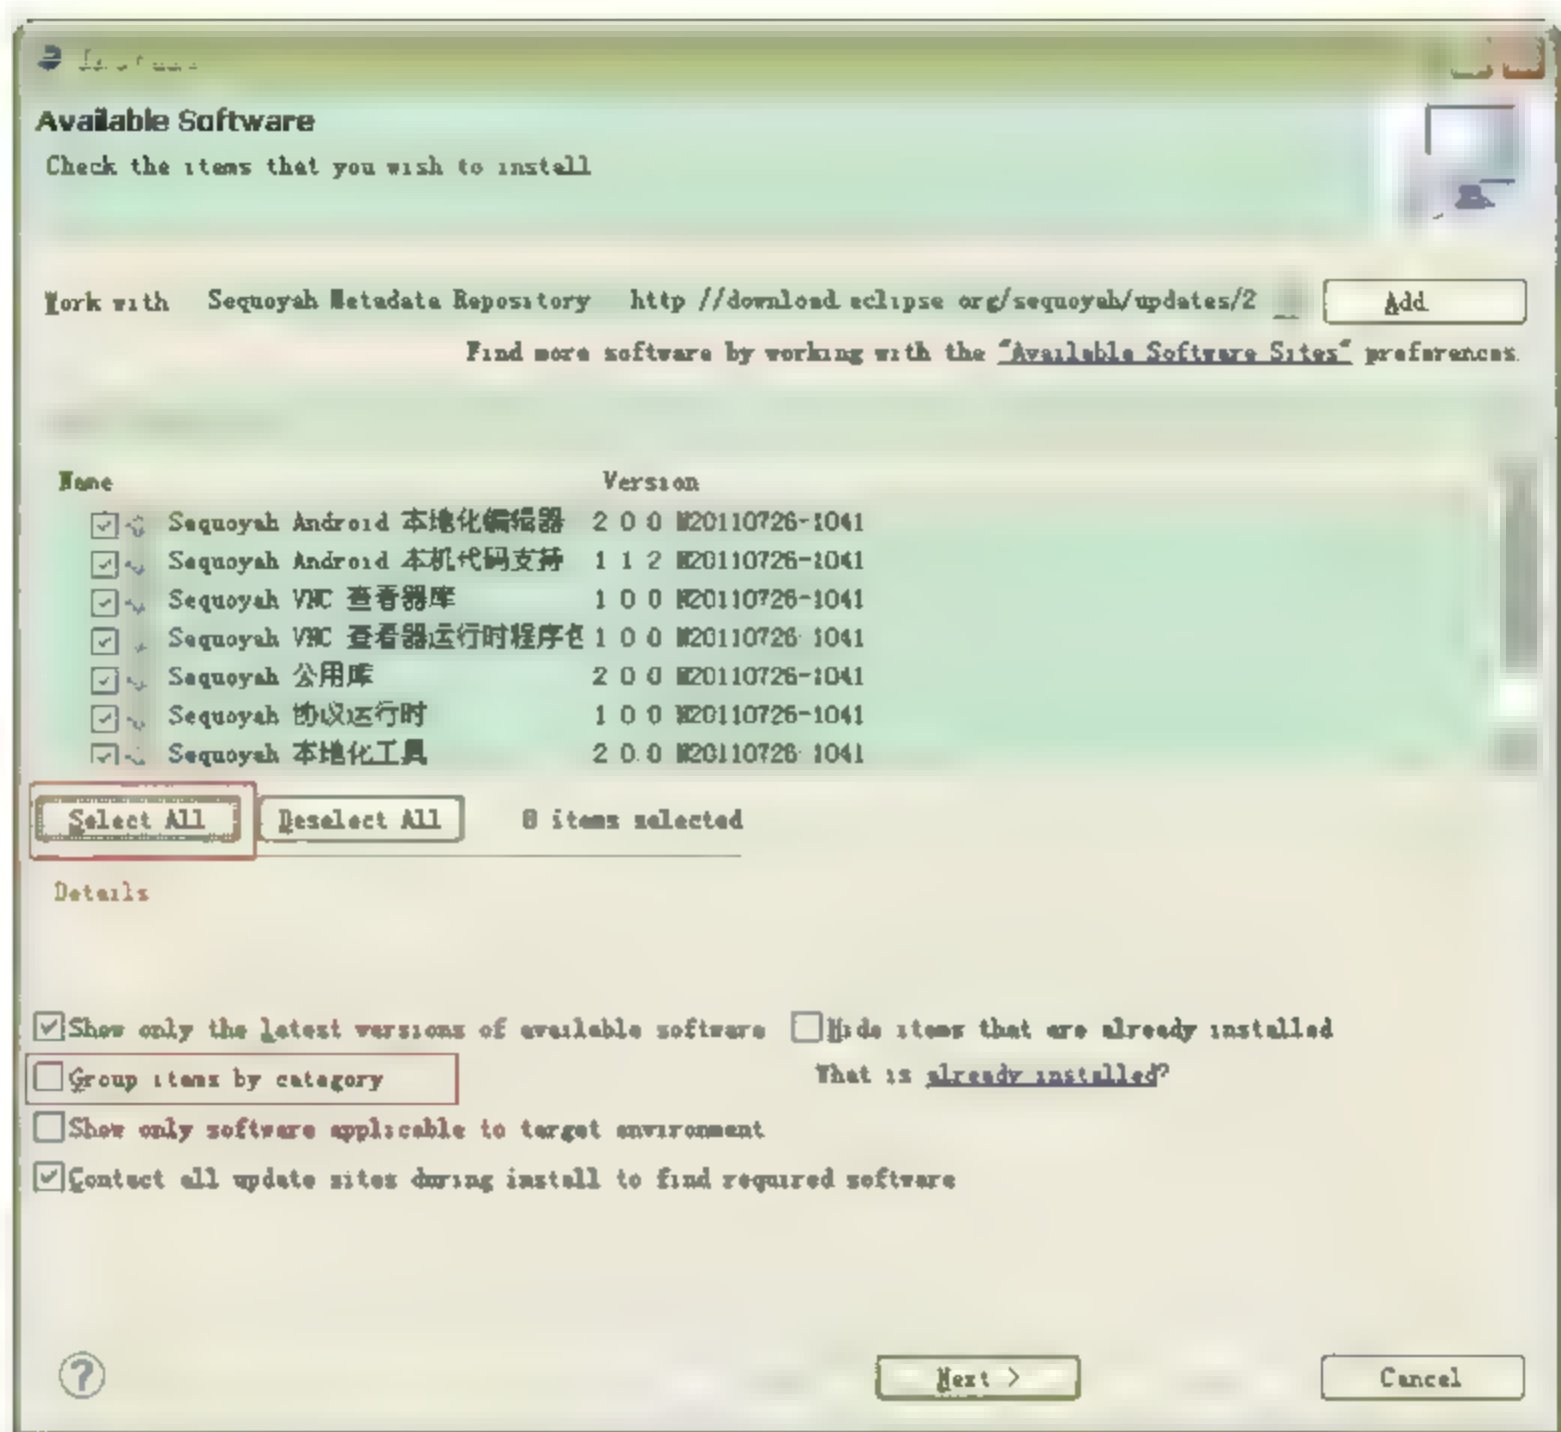 Install
Available Software
Check the items that you wish to install
Work with Sequoyah Metadata Repository http //download eclipse org/sequoyah/updates/2 Add
Find more software by working with the "Available Software Sites" preferences.
Name Version
Sequoyah Android 本地化编辑器 2 0 0 N20110726-1041
Sequoyah Android 本机代码支持 1 1 2 N20110726-1041
Sequoyah VNC 查看器库 1 0 0 N20110726-1041
Sequoyah VNC 查看器运行时程序包 1 0 0 N20110726-1041
Sequoyah 公用库 2 0 0 N20110726-1041
Sequoyah 协议运行时 1 0 0 N20110726-1041
Sequoyah 本地化工具 2 0.0 N20110726-1041
Select All Deselect All 8 items selected
Details
Show only the latest versions of available software Hide items that are already installed
Group items by category What is already installed?
Show only software applicable to target environment
Contact all update sites during install to find required software
? Next > Cancel